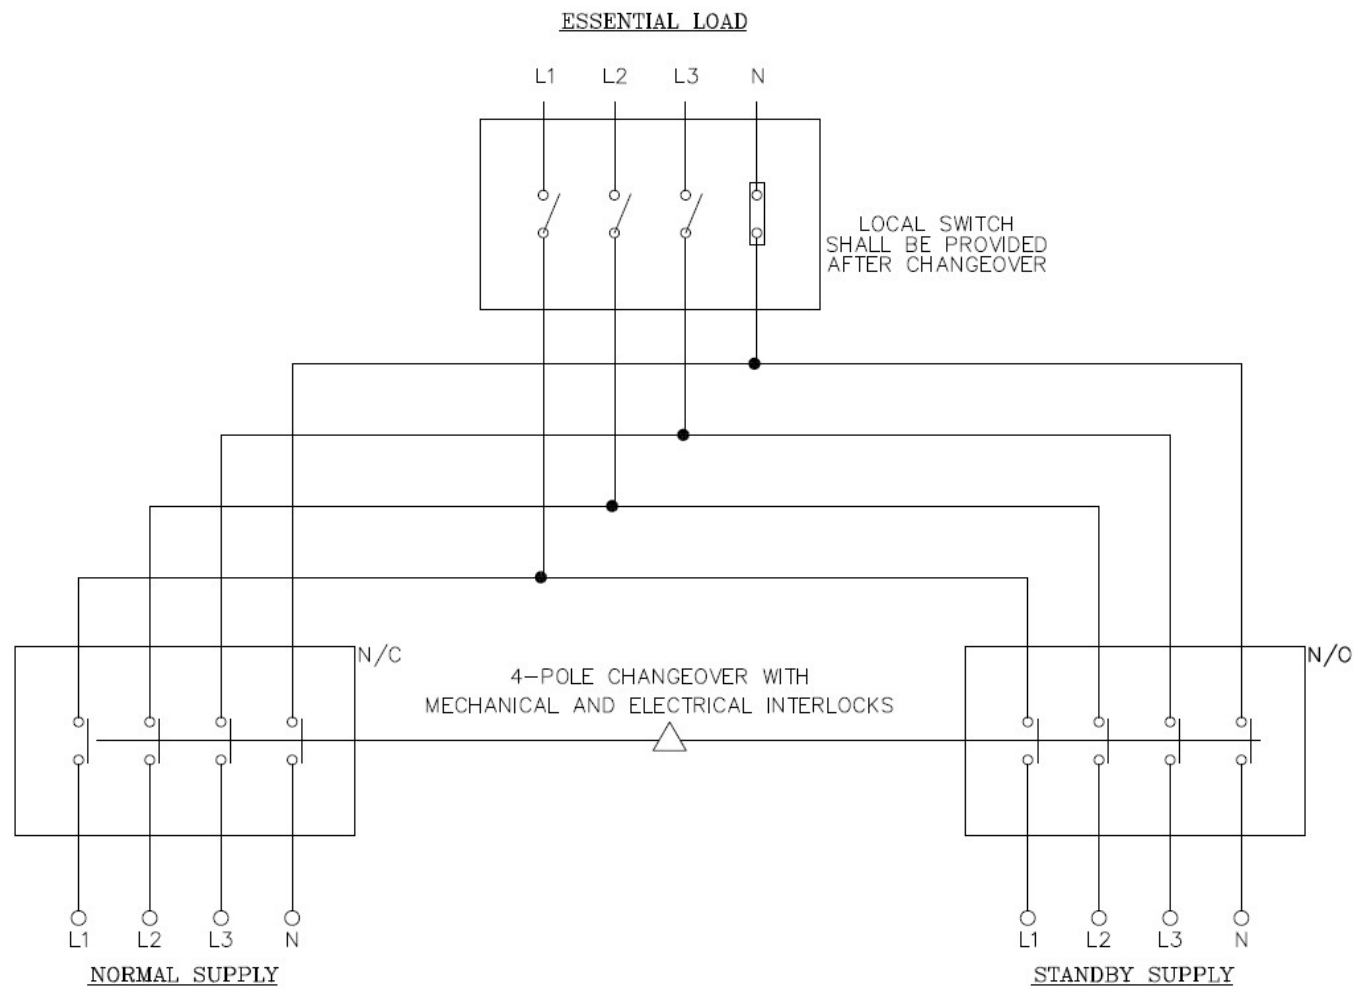 ESSENTIAL LOAD
L1 L2 L3 N
LOCAL SWITCH
SHALL BE PROVIDED
AFTER CHANGEOVER
N/C
N/O
4-POLE CHANGEOVER WITH
MECHANICAL AND ELECTRICAL INTERLOCKS
L1 L2 L3 N
NORMAL SUPPLY
L1 L2 L3 N
STANDBY SUPPLY